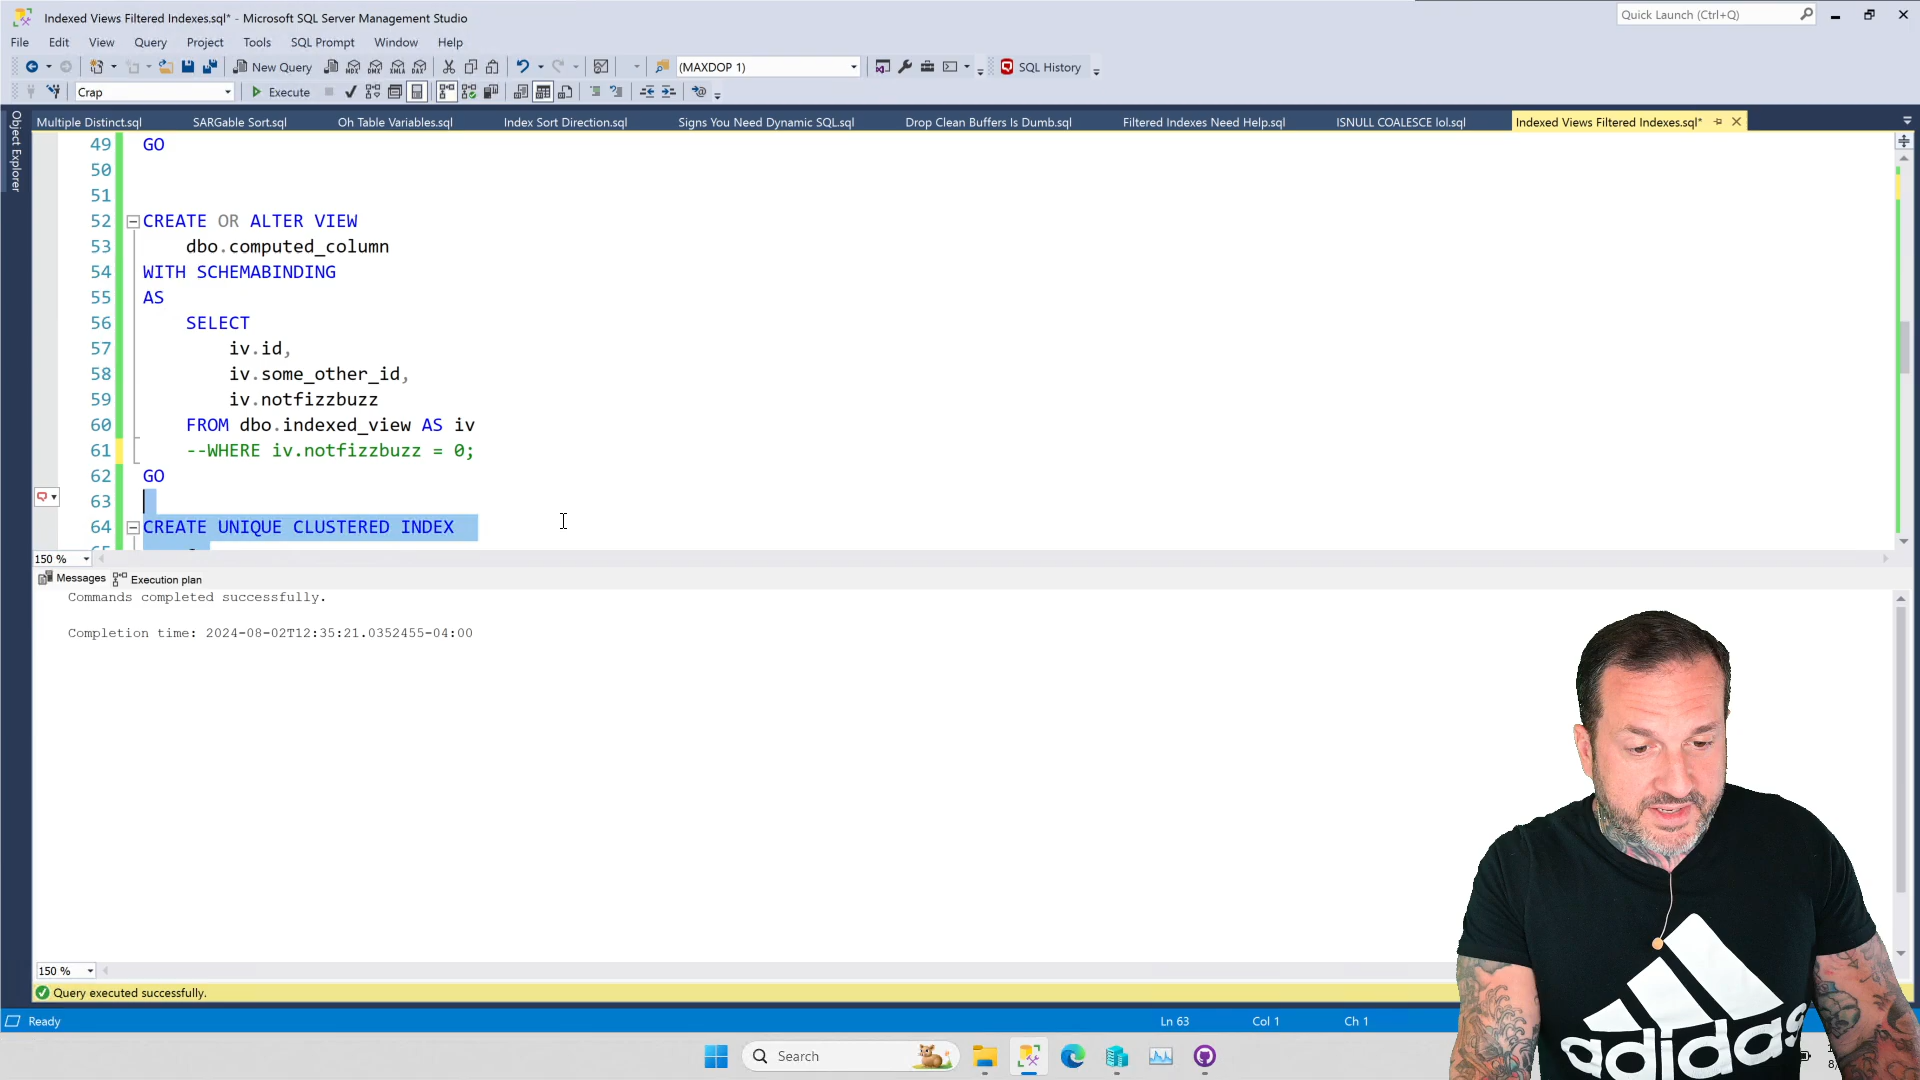 Indexed Views Filtered Indexes.sql* - Microsoft SQL Server Management Studio
Quick Launch (Ctrl+Q)
File Edit View Query Project Tools SQL Prompt Window Help
New Query MDX DMX XMLA DAX (MAXDOP 1) SQL History
Crap Execute
Multiple Distinct.sql SARGable Sort.sql Oh Table Variables.sql Index Sort Direction.sql Signs You Need Dynamic SQL.sql Drop Clean Buffers Is Dumb.sql Filtered Indexes Need Help.sql ISNULL COALESCE lol.sql Indexed Views Filtered Indexes.sql*
Object Explorer
49 GO
50
51
52 CREATE OR ALTER VIEW
53 dbo.computed_column
54 WITH SCHEMABINDING
55 AS
56 SELECT
57 iv.id,
58 iv.some_other_id,
59 iv.notfizzbuzz
60 FROM dbo.indexed_view AS iv
61 --WHERE iv.notfizzbuzz = 0;
62 GO
63
64 CREATE UNIQUE CLUSTERED INDEX
150 %
Messages Execution plan
Commands completed successfully.
Completion time: 2024-08-02T12:35:21.0352455-04:00
150 %
Query executed successfully.
Ready Ln 63 Col 1 Ch 1
Search
adidas